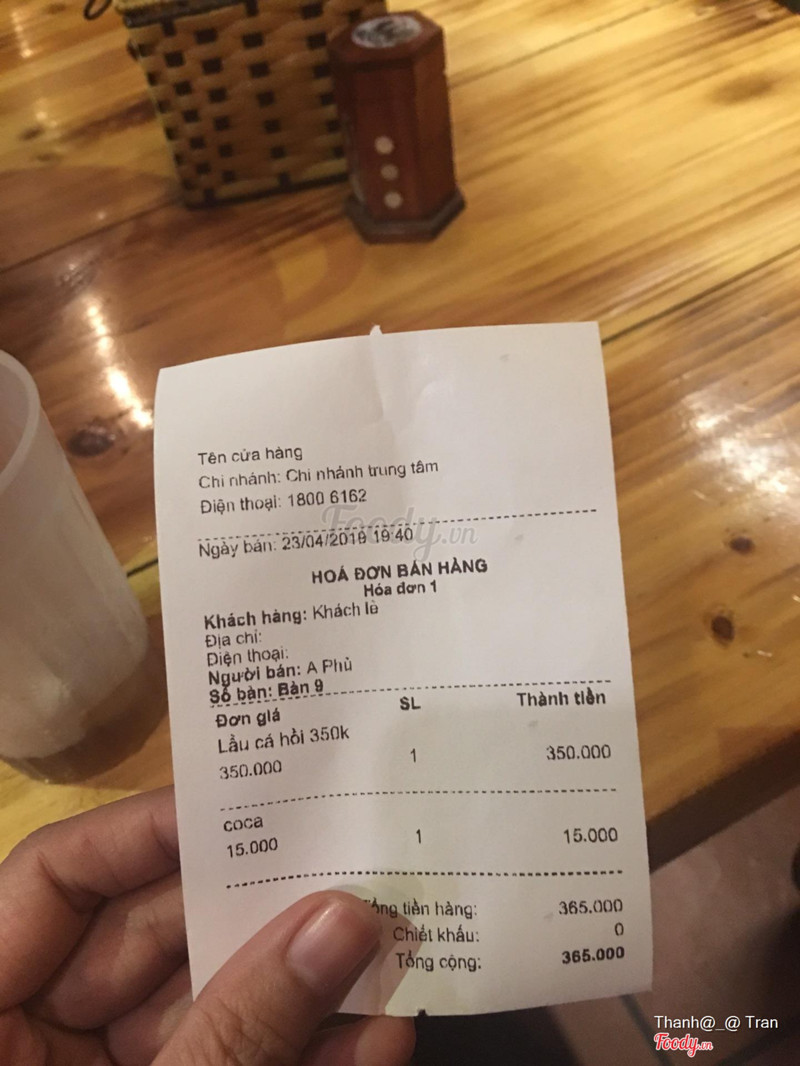 Tên cửa hàng
Chi nhánh: Chi nhánh trung tâm
Điện thoại: 1800 6162
Foody.vn
Ngày bán: 23/04/2019 19:40
HOÁ ĐƠN BÁN HÀNG
Hóa đơn 1
Khách hàng: Khách lẻ
Địa chỉ:
Điện thoại:
Người bán: A Phủ
Số bàn: Bàn 9
Đơn giá SL Thành tiền
Lẩu cá hồi 350k
350.000 1 350.000
coca
15.000 1 15.000
Tổng tiền hàng: 365.000
Chiết khấu: 0
Tổng cộng: 365.000
Thanh@_@ Tran
Foody.vn